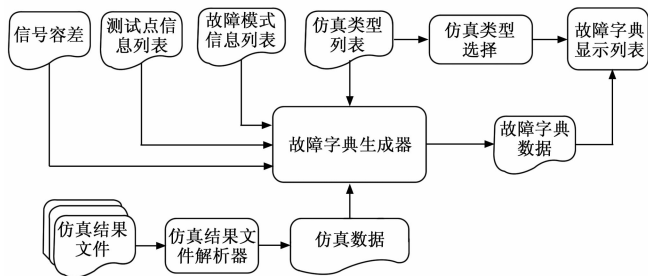 信号容差
测试点信
息列表
故障模式
信息列表
仿真类型
列表
仿真类型
选择
故障字典
显示列表
故障字典生成器
故障字典
数据
仿真结果
文件
仿真结果文
件解析器
仿真数据